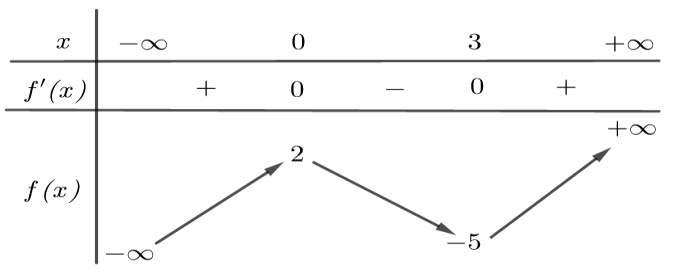 x −∞ 0 3 +∞
f′(x) + 0 − 0 +
+∞
2
f(x)
−5
−∞